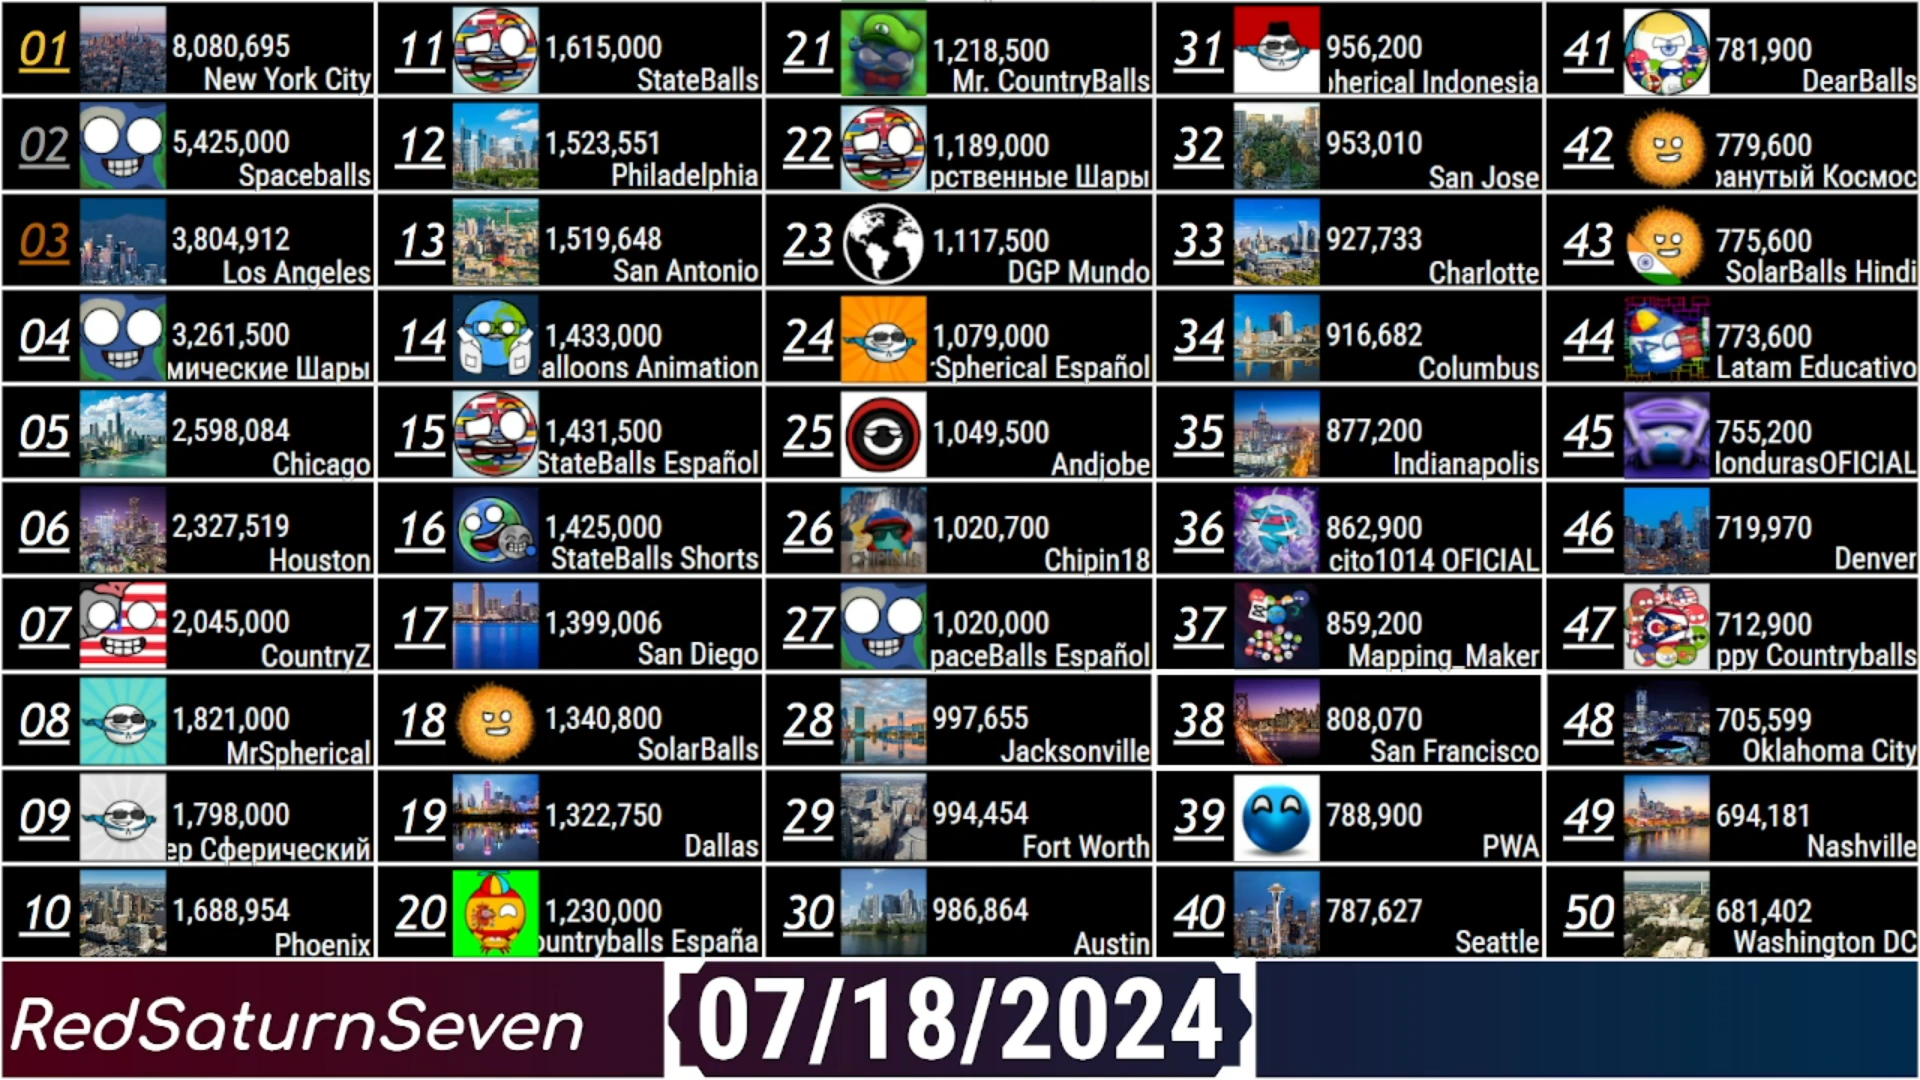 01
8,080,695
New York City
02
5,425,000
Spaceballs
03
3,804,912
Los Angeles
04
3,261,500
мические Шары
05
2,598,084
Chicago
06
2,327,519
Houston
07
2,045,000
CountryZ
08
1,821,000
MrSpherical
09
1,798,000
ер Сферический
10
1,688,954
Phoenix
11
1,615,000
StateBalls
12
1,523,551
Philadelphia
13
1,519,648
San Antonio
14
1,433,000
alloons Animation
15
1,431,500
StateBalls Español
16
1,425,000
StateBalls Shorts
17
1,399,006
San Diego
18
1,340,800
SolarBalls
19
1,322,750
Dallas
20
1,230,000
ountryballs España
21
1,218,500
Mr. CountryBalls
22
1,189,000
рственные Шары
23
1,117,500
DGP Mundo
24
1,079,000
Spherical Español
25
1,049,500
Andjobe
26
1,020,700
Chipin18
27
1,020,000
paceBalls Español
28
997,655
Jacksonville
29
994,454
Fort Worth
30
986,864
Austin
31
956,200
herical Indonesia
32
953,010
San Jose
33
927,733
Charlotte
34
916,682
Columbus
35
877,200
Indianapolis
36
862,900
cito1014 OFICIAL
37
859,200
Mapping_Maker
38
808,070
San Francisco
39
788,900
PWA
40
787,627
Seattle
41
781,900
DearBalls
42
779,600
ранутый Космос
43
775,600
SolarBalls Hindi
44
773,600
Latam Educativo
45
755,200
ondurasOFICIAL
46
719,970
Denver
47
712,900
ppy Countryballs
48
705,599
Oklahoma City
49
694,181
Nashville
50
681,402
Washington DC
RedSaturnSeven
07/18/2024